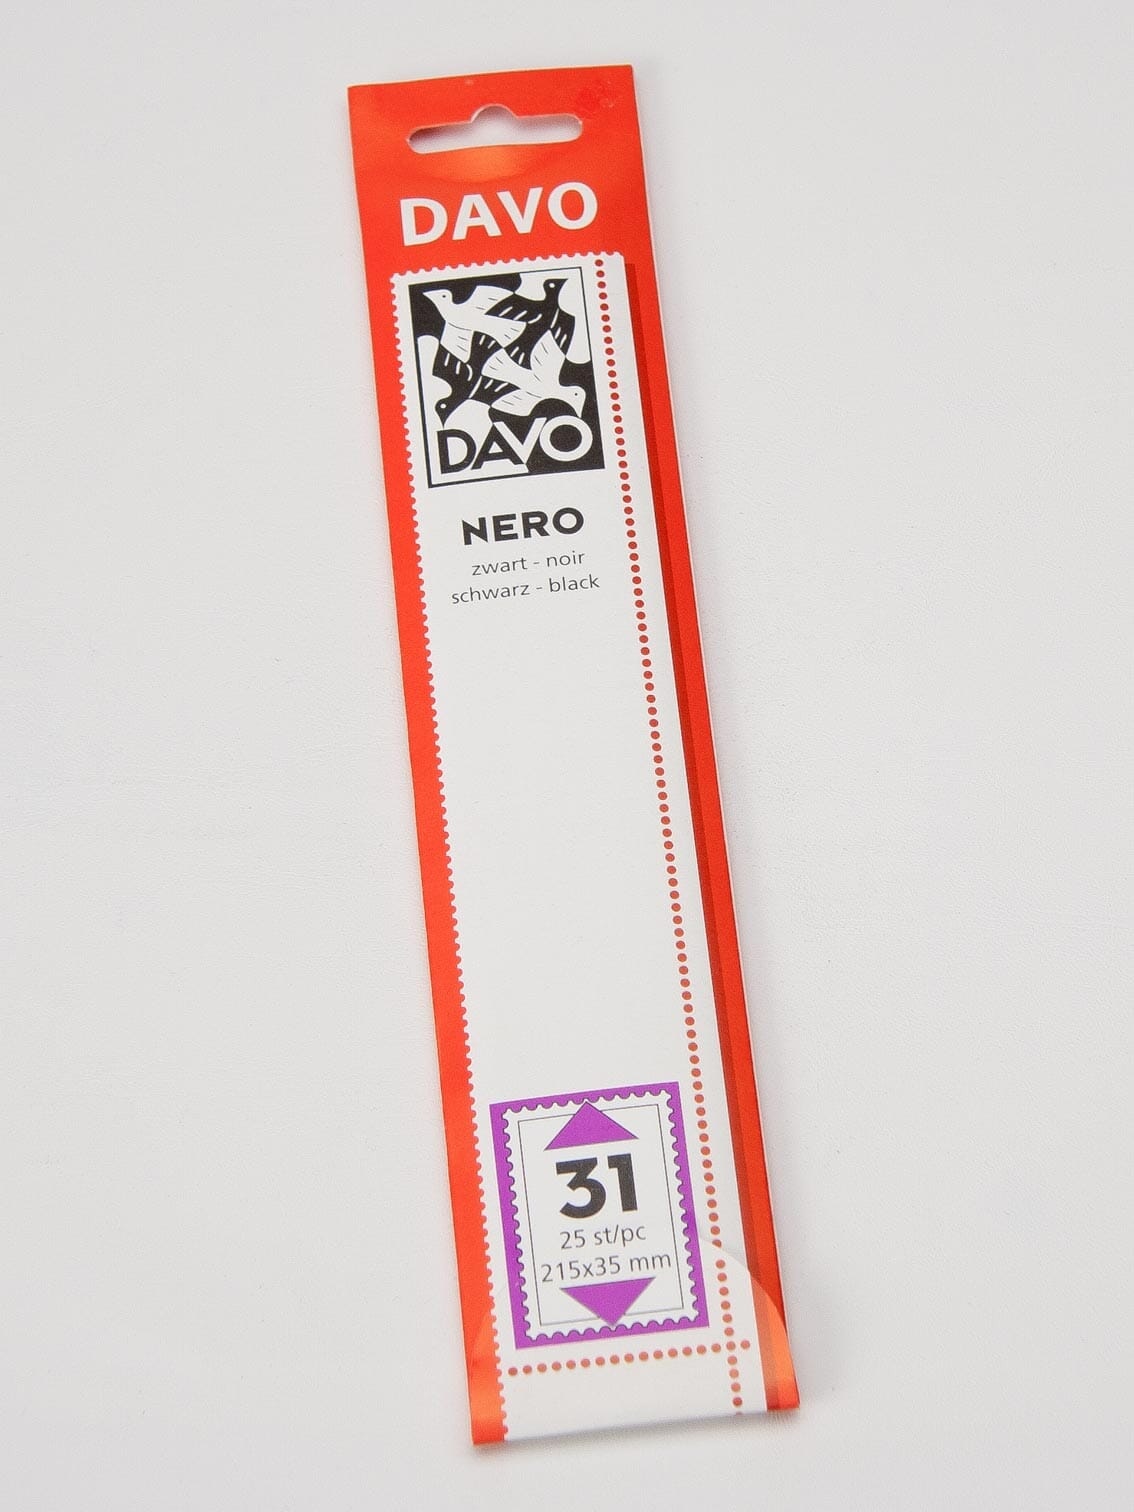 DAVO
DAVO
NERO
zwart - noir
schwarz - black
31
25 st/pc
215x35 mm